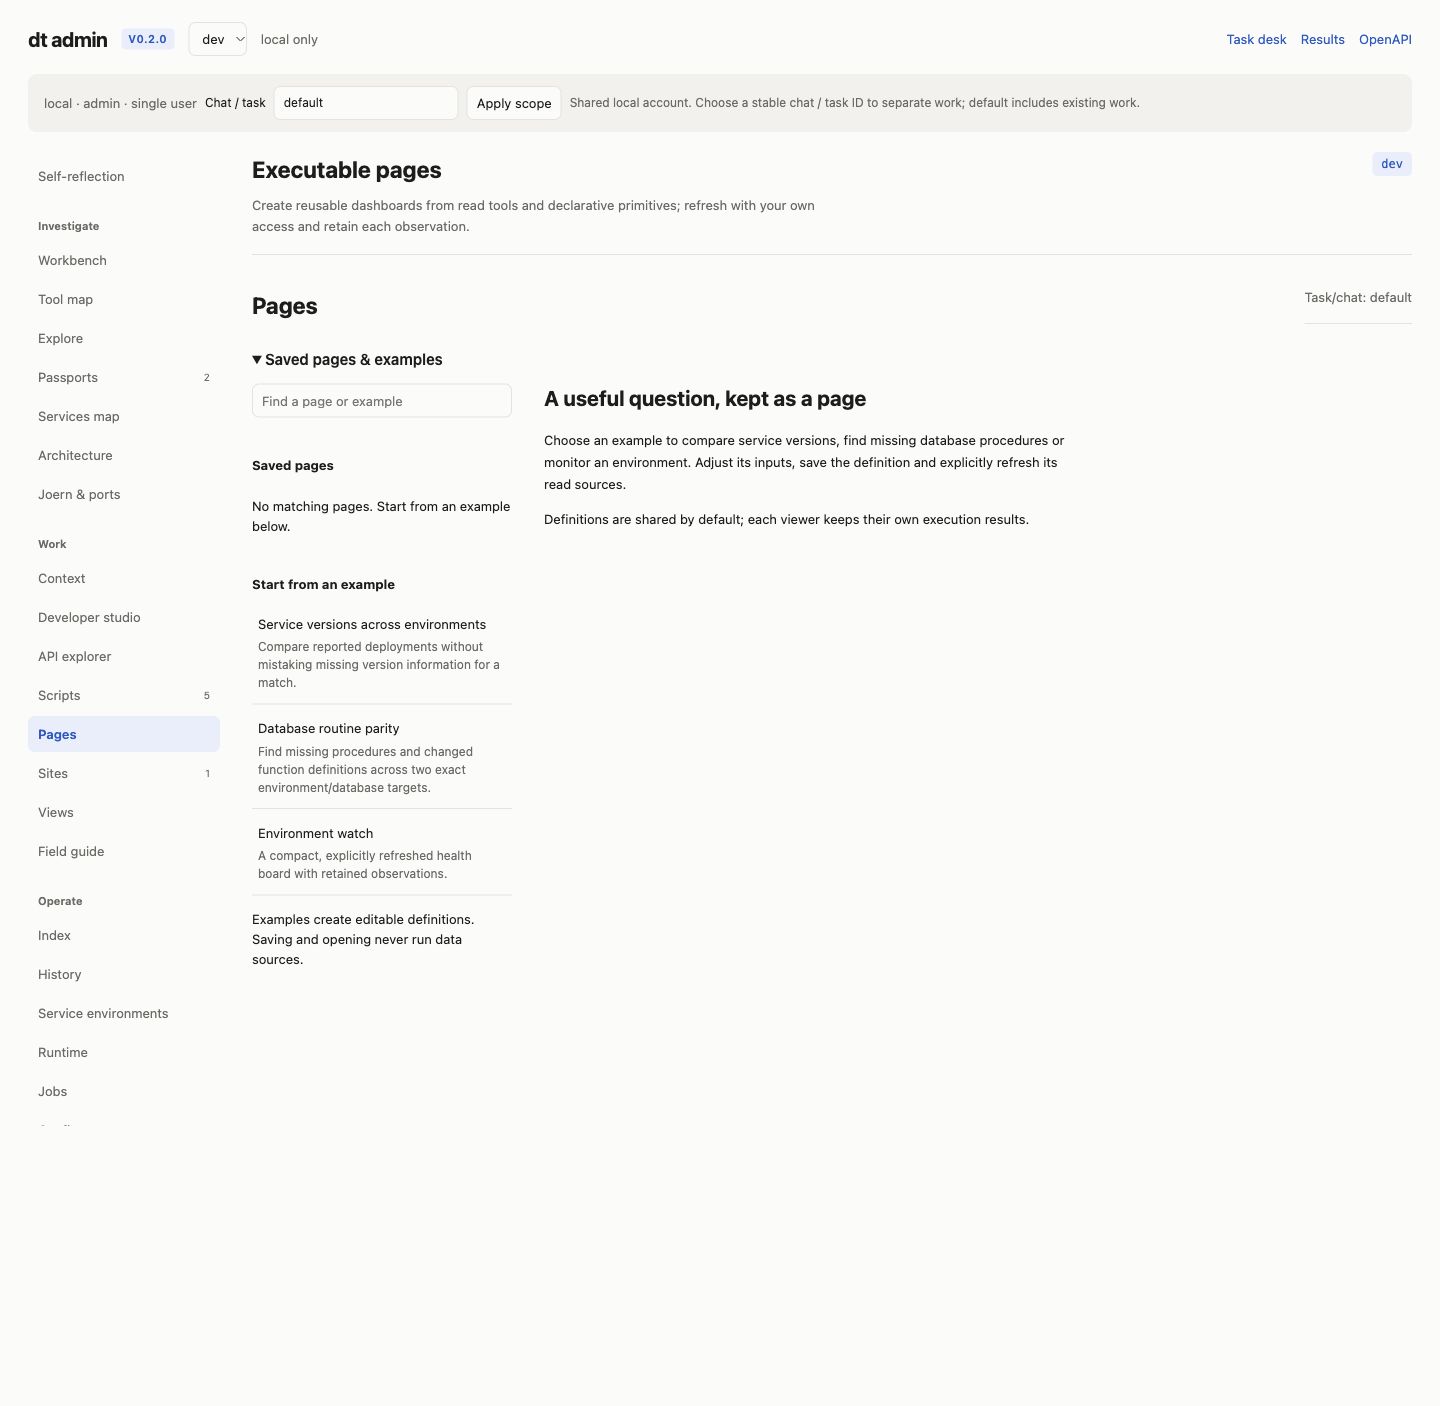 dt admin V0.2.0 dev local only Task desk Results OpenAPI
local · admin · single user Chat / task default Apply scope Shared local account. Choose a stable chat / task ID to separate work; default includes existing work.
Self-reflection
Investigate
Workbench
Tool map
Explore
Passports 2
Services map
Architecture
Joern & ports
Work
Context
Developer studio
API explorer
Scripts 5
Pages
Sites 1
Views
Field guide
Operate
Index
History
Service environments
Runtime
Jobs
Executable pages
dev
Create reusable dashboards from read tools and declarative primitives; refresh with your own
access and retain each observation.
Pages
Task/chat: default
Saved pages & examples
Find a page or example
Saved pages
No matching pages. Start from an example
below.
Start from an example
Service versions across environments
Compare reported deployments without
mistaking missing version information for a
match.
Database routine parity
Find missing procedures and changed
function definitions across two exact
environment/database targets.
Environment watch
A compact, explicitly refreshed health
board with retained observations.
Examples create editable definitions.
Saving and opening never run data
sources.
A useful question, kept as a page
Choose an example to compare service versions, find missing database procedures or
monitor an environment. Adjust its inputs, save the definition and explicitly refresh its
read sources.
Definitions are shared by default; each viewer keeps their own execution results.